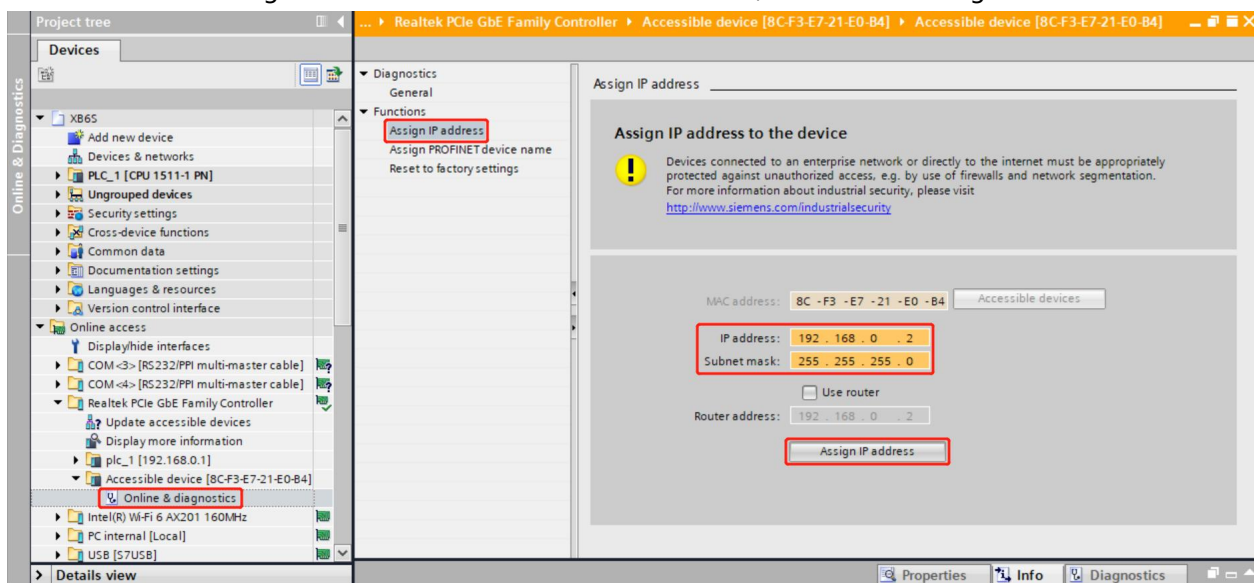 Project tree
Devices
Online & Diagnostics
XB6S
Add new device
Devices & networks
PLC_1 [CPU 1511-1 PN]
Ungrouped devices
Security settings
Cross-device functions
Common data
Documentation settings
Languages & resources
Version control interface
Online access
Display/hide interfaces
COM <3> [RS232/PPI multi-master cable]
COM <4> [RS232/PPI multi-master cable]
Realtek PCIe GbE Family Controller
Update accessible devices
Display more information
plc_1 [192.168.0.1]
Accessible device [8C-F3-E7-21-E0-B4]
Online & diagnostics
Intel(R) Wi-Fi 6 AX201 160MHz
PC internal [Local]
USB [S7USB]
Details view
... Realtek PCIe GbE Family Controller Accessible device [8C-F3-E7-21-E0-B4] Accessible device [8C-F3-E7-21-E0-B4]
Diagnostics
General
Functions
Assign IP address
Assign PROFINET device name
Reset to factory settings
Assign IP address
Assign IP address to the device
Devices connected to an enterprise network or directly to the internet must be appropriately
protected against unauthorized access, e.g. by use of firewalls and network segmentation.
For more information about industrial security, please visit
http://www.siemens.com/industrialsecurity
MAC address: 8C -F3 -E7 -21 -E0 -B4 Accessible devices
IP address: 192 . 168 . 0 . 2
Subnet mask: 255 . 255 . 255 . 0
Use router
Router address: 192 . 168 . 0 . 2
Assign IP address
Properties Info Diagnostics